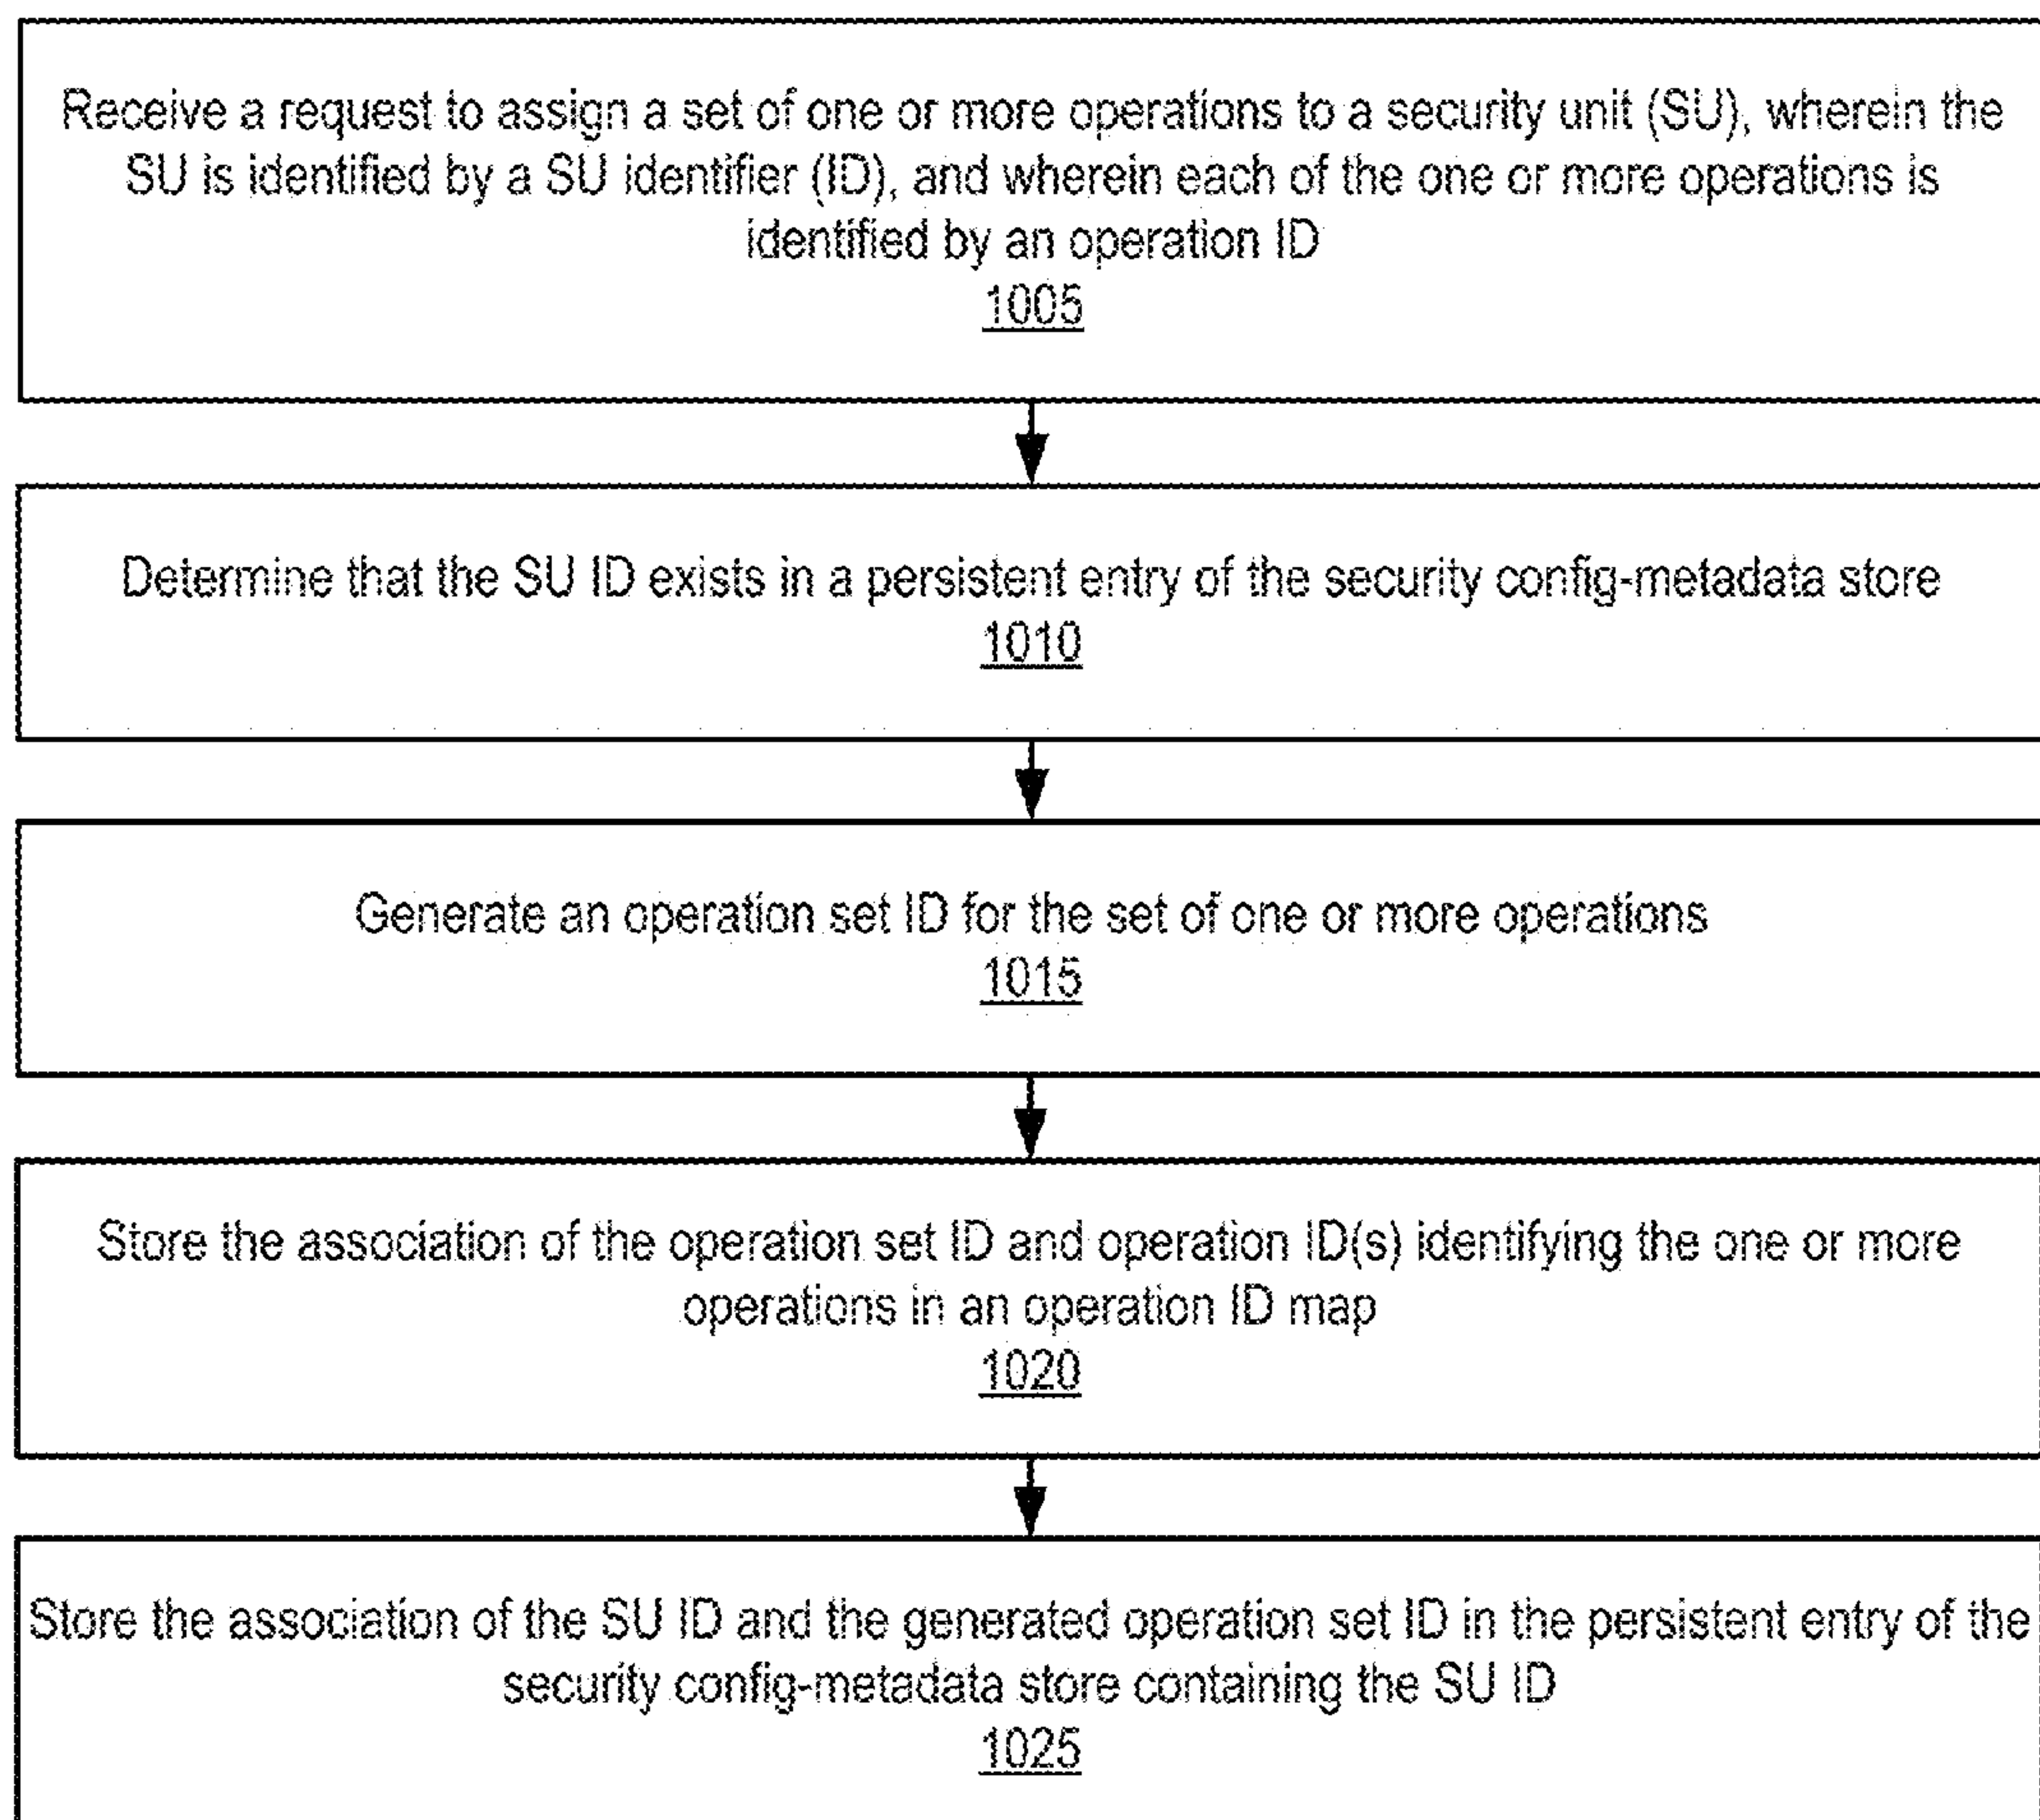 Receive a request to assign a set of one or more operations to a security unit (SU), wherein the
SU is identified by a SU identifier (ID), and wherein each of the one or more operations is
identified by an operation ID
1005
Determine that the SU ID exists in a persistent entry of the security config-metadata store
1010
Generate an operation set ID for the set of one or more operations
1015
Store the association of the operation set ID and operation ID(s) identifying the one or more
operations in an operation ID map
1020
Store the association of the SU ID and the generated operation set ID in the persistent entry of the
security config-metadata store containing the SU ID
1025